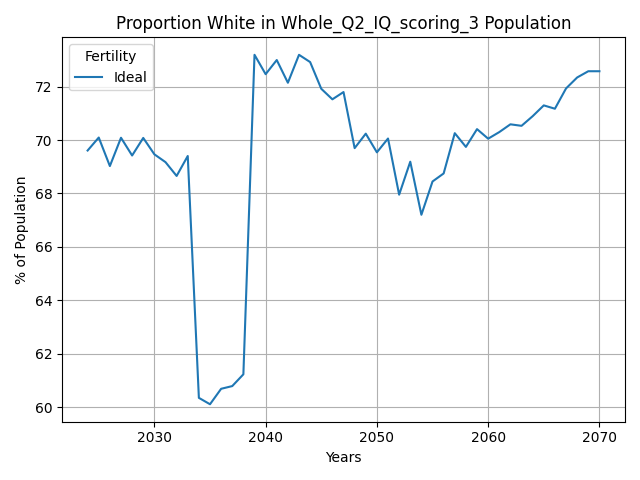 Proportion White in Whole_Q2_IQ_scoring_3 Population
Fertility
Ideal
% of Population
72
70
68
66
64
62
60
2030 2040 2050 2060 2070
Years